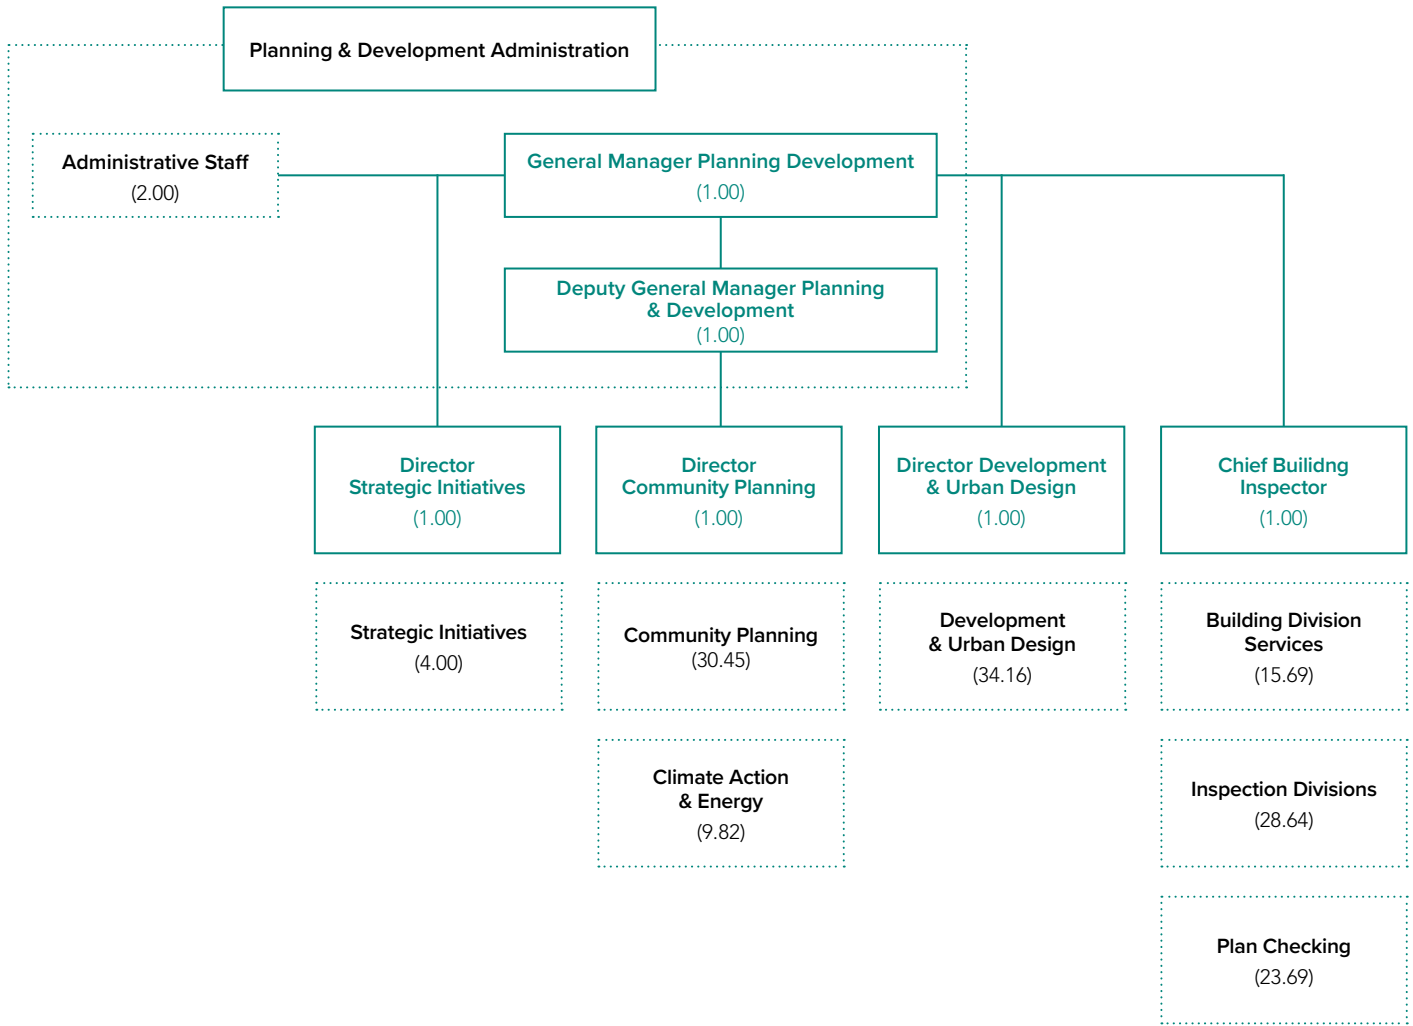 Planning & Development Administration
Administrative Staff
(2.00)
General Manager Planning Development
(1.00)
Deputy General Manager Planning
& Development
(1.00)
Director
Strategic Initiatives
(1.00)
Director
Community Planning
(1.00)
Director Development
& Urban Design
(1.00)
Chief Builidng
Inspector
(1.00)
Strategic Initiatives
(4.00)
Community Planning
(30.45)
Development
& Urban Design
(34.16)
Building Division
Services
(15.69)
Climate Action
& Energy
(9.82)
Inspection Divisions
(28.64)
Plan Checking
(23.69)